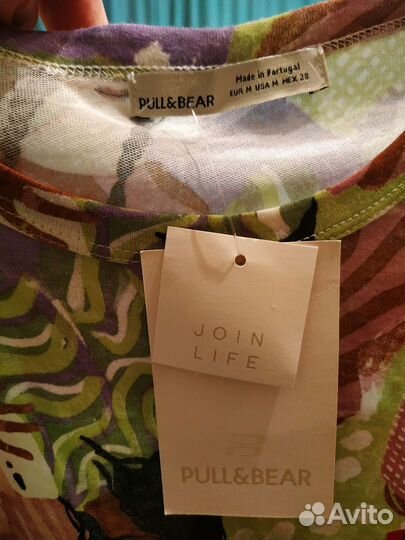 PULL&BEAR
Made in Portugal
EUR M USA M MEX 28
JOIN
LIFE
PULL&BEAR
Avito